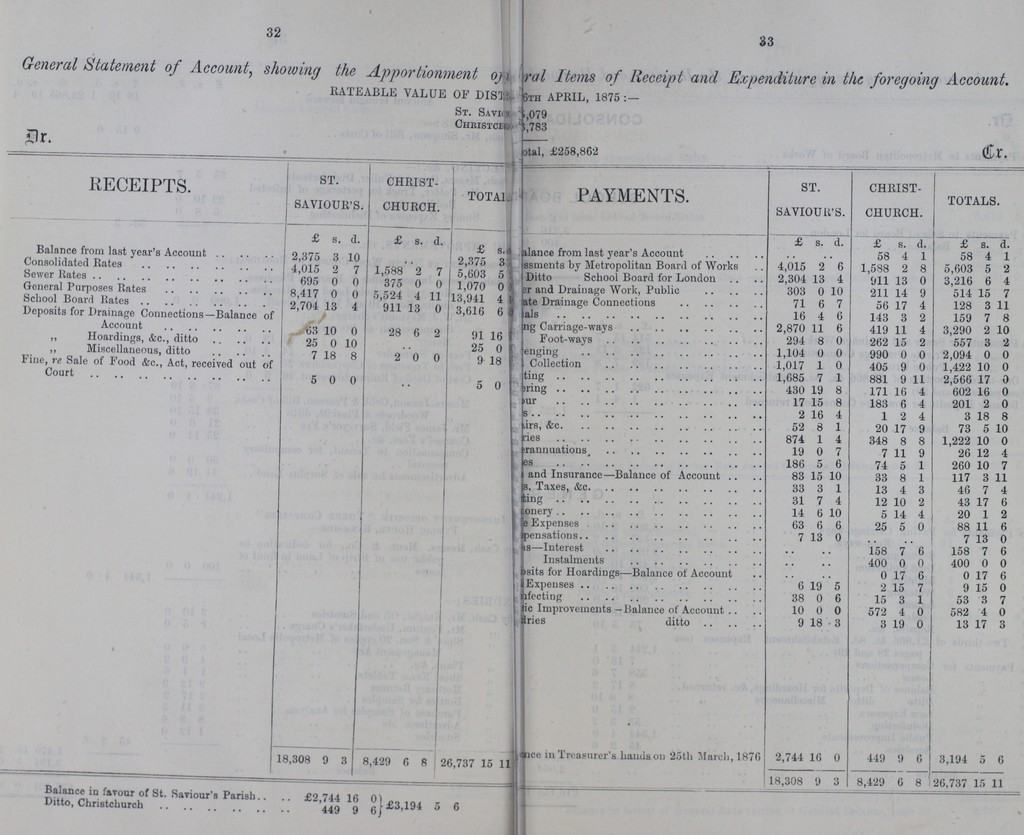 32
General Statement of Account, showing the Apportionment
RATEABLE VALUE OF
ST.
Dr.
RECEIPTS. ST. SAVIOUR'S. CHRIST-CHURCH. TOTAL
£ s. d. £ s. d. £ s.
Balance from last year's Account .. .. .. 2,375 3 10 .. 2,375 3
Consolidated Rates .. .. .. .. .. .. 4,015 2 7 1,588 2 7 5,603 5
Sewer Rates .. .. .. .. .. .. .. .. 695 0 0 375 0 0 1,070 0
General Purposes Rates .. .. .. .. .. 8,417 0 0 5,524 4 11 13,941 4
School Board Rates .. .. .. .. .. .. 2,704 13 4 911 13 0 3,616 6
Deposits for Drainage Connections—Balance of
Account .. .. .. .. .. .. 63 10 0 28 6 2 91 16
„ Hoardings, &c., ditto .. .. .. 25 0 10 .. 25 0
„ Miscellaneous, ditto .. .. .. 7 18 8 2 0 0 9 18
Fine, re Sale of Food &c., Act, received out of
Court .. .. .. .. .. .. .. .. 5 0 0 .. 5 0
18,308 9 3 8,429 6 8 26,737 15 11
Balance in favour of St. Saviour's Parish.. .. £2,744 16 0
Ditto, Christchurch .. .. .. .. .. .. 449 9 6 } £3,194 5 6
33
Items of Receipt and Expenditure in the foregoing Account.
APRIL, 1875 :—
,079
,783
£258,862
Cr.
PAYMENTS. ST. SAVIOUR'S. CHRIST-CHURCH. TOTALS.
£ s. d. £ s. d. £ s. d.
alance from last year's Account .. .. .. .. 58 4 1 58 4 1
ssments by Metropolitan Board of Works .. 4,015 2 6 1,588 2 8 5,603 5 2
Ditto School Board for London .. 2,304 13 4 911 13 0 3,216 6 4
er and Drainage Work, Public .. .. 303 0 10 211 14 9 514 15 7
ate Drainage Connections .. .. .. 71 6 7 56 17 4 128 3 11
als .. .. .. .. .. .. .. 16 4 6 143 3 2 159 7 8
ng Carriage-ways .. .. .. .. .. 2,870 11 6 419 11 4 3,290 2 10
Foot-ways .. .. .. .. .. 294 8 0 262 15 2 557 3 2
enging .. .. .. .. .. .. 1,104 0 0 990 0 0 2,094 0 0
Collection .. .. .. .. .. 1,017 1 0 405 9 0 1,422 10 0
ting .. .. .. .. .. .. .. 1,685 7 1 881 9 11 2,566 17 0
ering .. .. .. .. .. .. .. 430 19 8 171 16 4 602 16 0
our .. .. .. .. .. .. .. 17 15 8 183 6 4 201 2 0
s .. .. .. .. .. .. .. 2 16 4 1 2 4 3 18 8
irs, &c. .. .. .. .. .. .. 52 8 1 20 17 9 73 5 10
ries .. .. .. .. .. .. .. 874 1 4 348 8 8 1,222 10 0
erannuations .. .. .. .. .. .. 19 0 7 7 11 9 26 12 4
es .. .. .. .. .. .. .. 186 5 6 74 5 1 260 10 7
and Insurance—Balance of Account .. .. 83 15 10 33 8 1 117 3 11
s, Taxes, &c. .. .. .. .. .. 33 3 1 13 4 3 46 7 4
ting .. .. .. .. .. .. .. 31 7 4 12 10 2 43 17 6
onery .. .. .. .. .. .. .. 14 6 10 5 14 4 20 1 2
e Expenses .. .. .. .. .. .. 63 6 6 25 5 0 88 11 6
pensations .. .. .. .. .. .. 7 13 0 .. .. 7 13 0
s—Interest .. .. .. .. .. .. .. .. 158 7 6 158 7 6
Instalments .. .. .. .. .. .. .. 400 0 0 400 0 0
osits for Hoardings—Balance of Account .. .. .. 0 17 6 0 17 6
Expenses .. .. .. .. .. .. 6 19 5 2 15 7 9 15 0
nfecting .. .. .. .. .. .. 38 0 6 15 3 1 53 3 7
ic Improvements—Balance of Account .. .. 10 0 0 572 4 0 582 4 0
dries ditto .. .. .. 9 18 3 3 19 0 13 17 3
ance in Treasurer's hands on 25th March, 1876 2,744 16 0 449 9 6 3,194 5 6
18,308 9 3 8,429 6 8 26,737 15 11